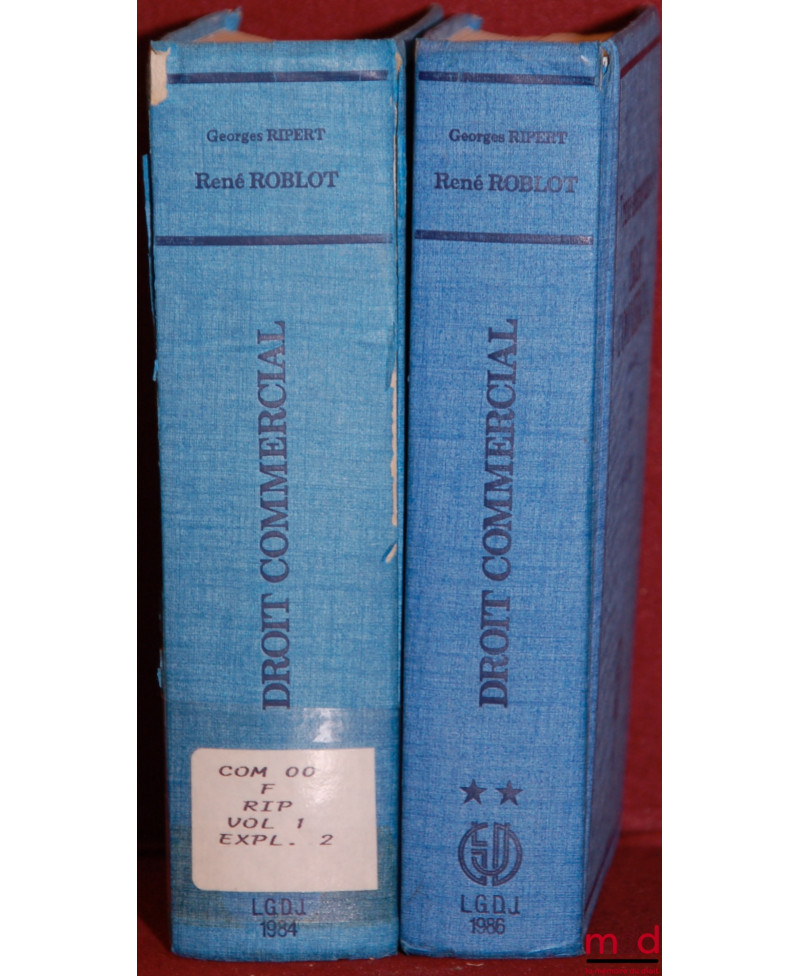 Georges RIPERT
René ROBLOT
DROIT COMMERCIAL
COM 00
F
RIP
VOL 1
EXPL. 2
L.G.D.J.
1984
Georges RIPERT
René ROBLOT
DROIT COMMERCIAL
★★
L.G.D.J.
1986
m d